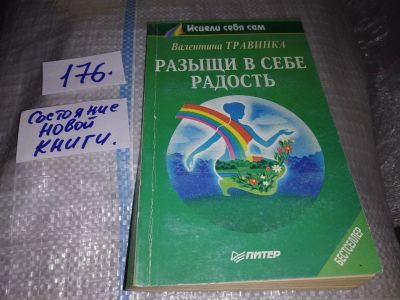 176.
Состояние
новой
книги.
Исцели себя сам
Валентина ТРАВИНКА
РАЗЫЩИ В СЕБЕ
РАДОСТЬ
ПИТЕР
БЕСТСЕЛЛЕР